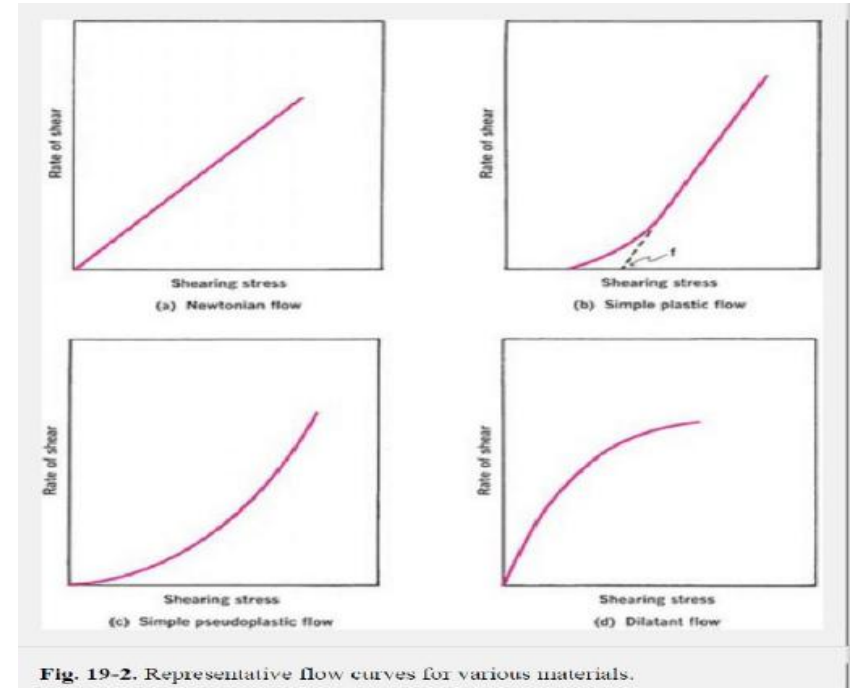 Rate of shear
Shearing stress
(a) Newtonian flow
Rate of shear
f
Shearing stress
(b) Simple plastic flow
Rate of shear
Shearing stress
(c) Simple pseudoplastic flow
Rate of shear
Shearing stress
(d) Dilatant flow
Fig. 19-2. Representative flow curves for various materials.